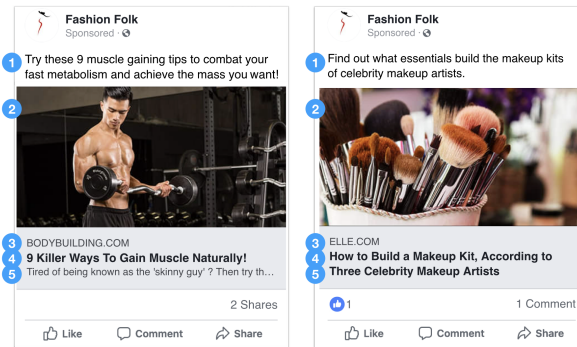 Fashion Folk
Sponsored ·
1 Try these 9 muscle gaining tips to combat your
fast metabolism and achieve the mass you want!
2
3 BODYBUILDING.COM
4 9 Killer Ways To Gain Muscle Naturally!
5 Tired of being known as the 'skinny guy' ? Then try th...
2 Shares
Like Comment Share
Fashion Folk
Sponsored ·
1 Find out what essentials build the makeup kits
of celebrity makeup artists.
2
3 ELLE.COM
4 How to Build a Makeup Kit, According to
5 Three Celebrity Makeup Artists
1 1 Comment
Like Comment Share